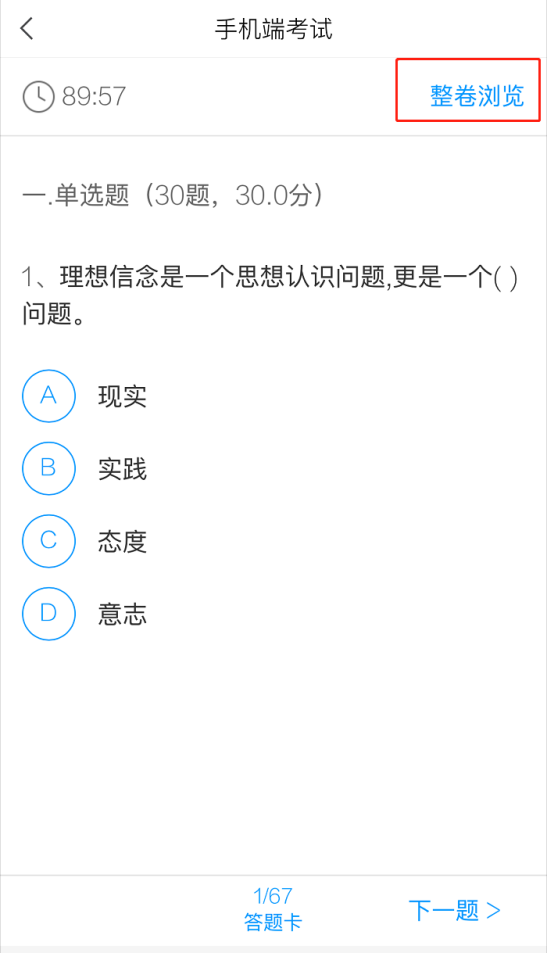 手机端考试
89:57
整卷浏览
一.单选题（30题，30.0分）
1、理想信念是一个思想认识问题,更是一个( )
问题。
A 现实
B 实践
C 态度
D 意志
1/67
答题卡
下一题 >